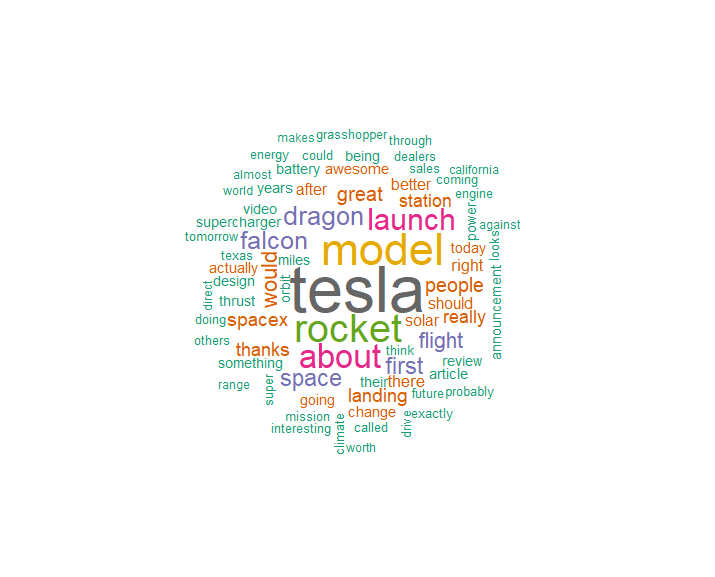 makes grasshopper through
energy could being dealers
almost battery awesome sales california
world years after great better coming
video dragon launch station engine
supercharger power against
tomorrow falcon model today
texas miles looks
actually would right
direct design orbit tesla people
thrust should announcement
doing spacex rocket solar really
others thanks about think flight
something first review
range super space their there article
going landing future probably
mission change exactly
interesting climate called drive
worth